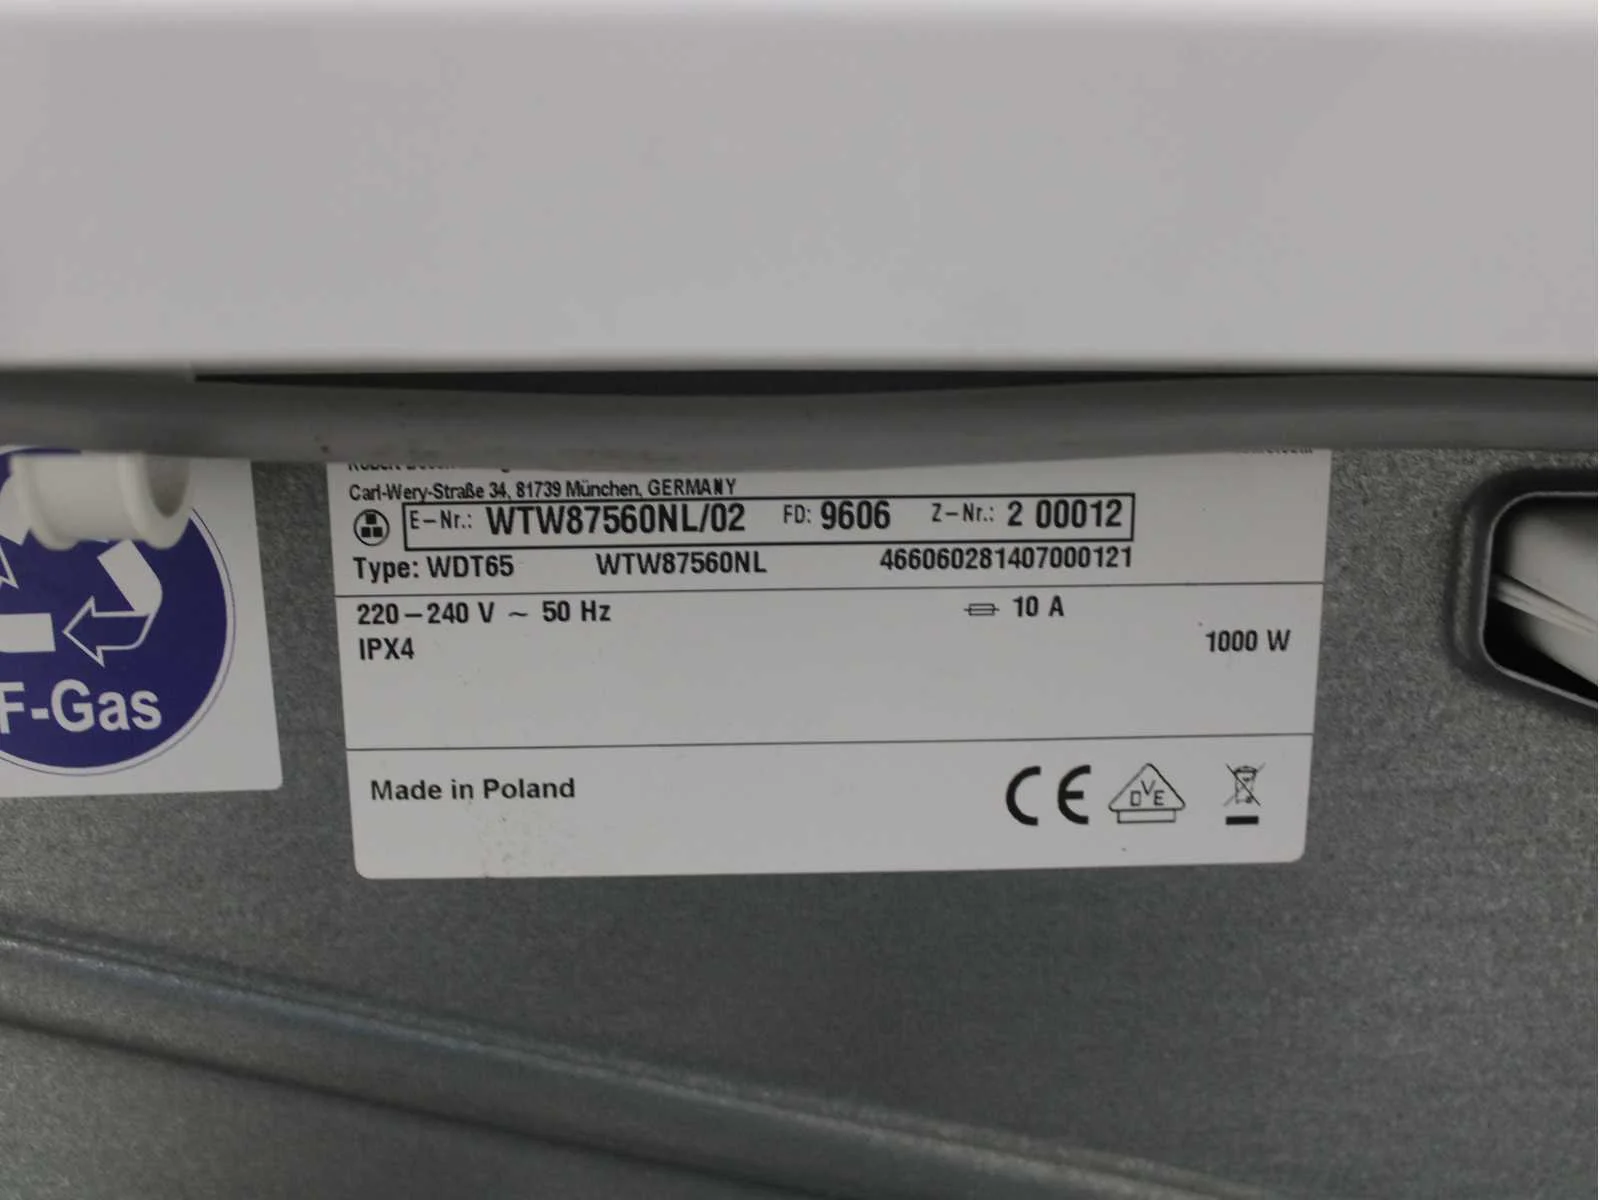 Carl-Wery-Straße 34, 81739 München, GERMANY
E-Nr.: WTW87560NL/02 FD: 9606 Z-Nr.: 2 00012
Type: WDT65 WTW87560NL 466060281407000121
220-240 V ~ 50 Hz 10 A
IPX4
1000 W
Made in Poland
CE
DVE
F-Gas